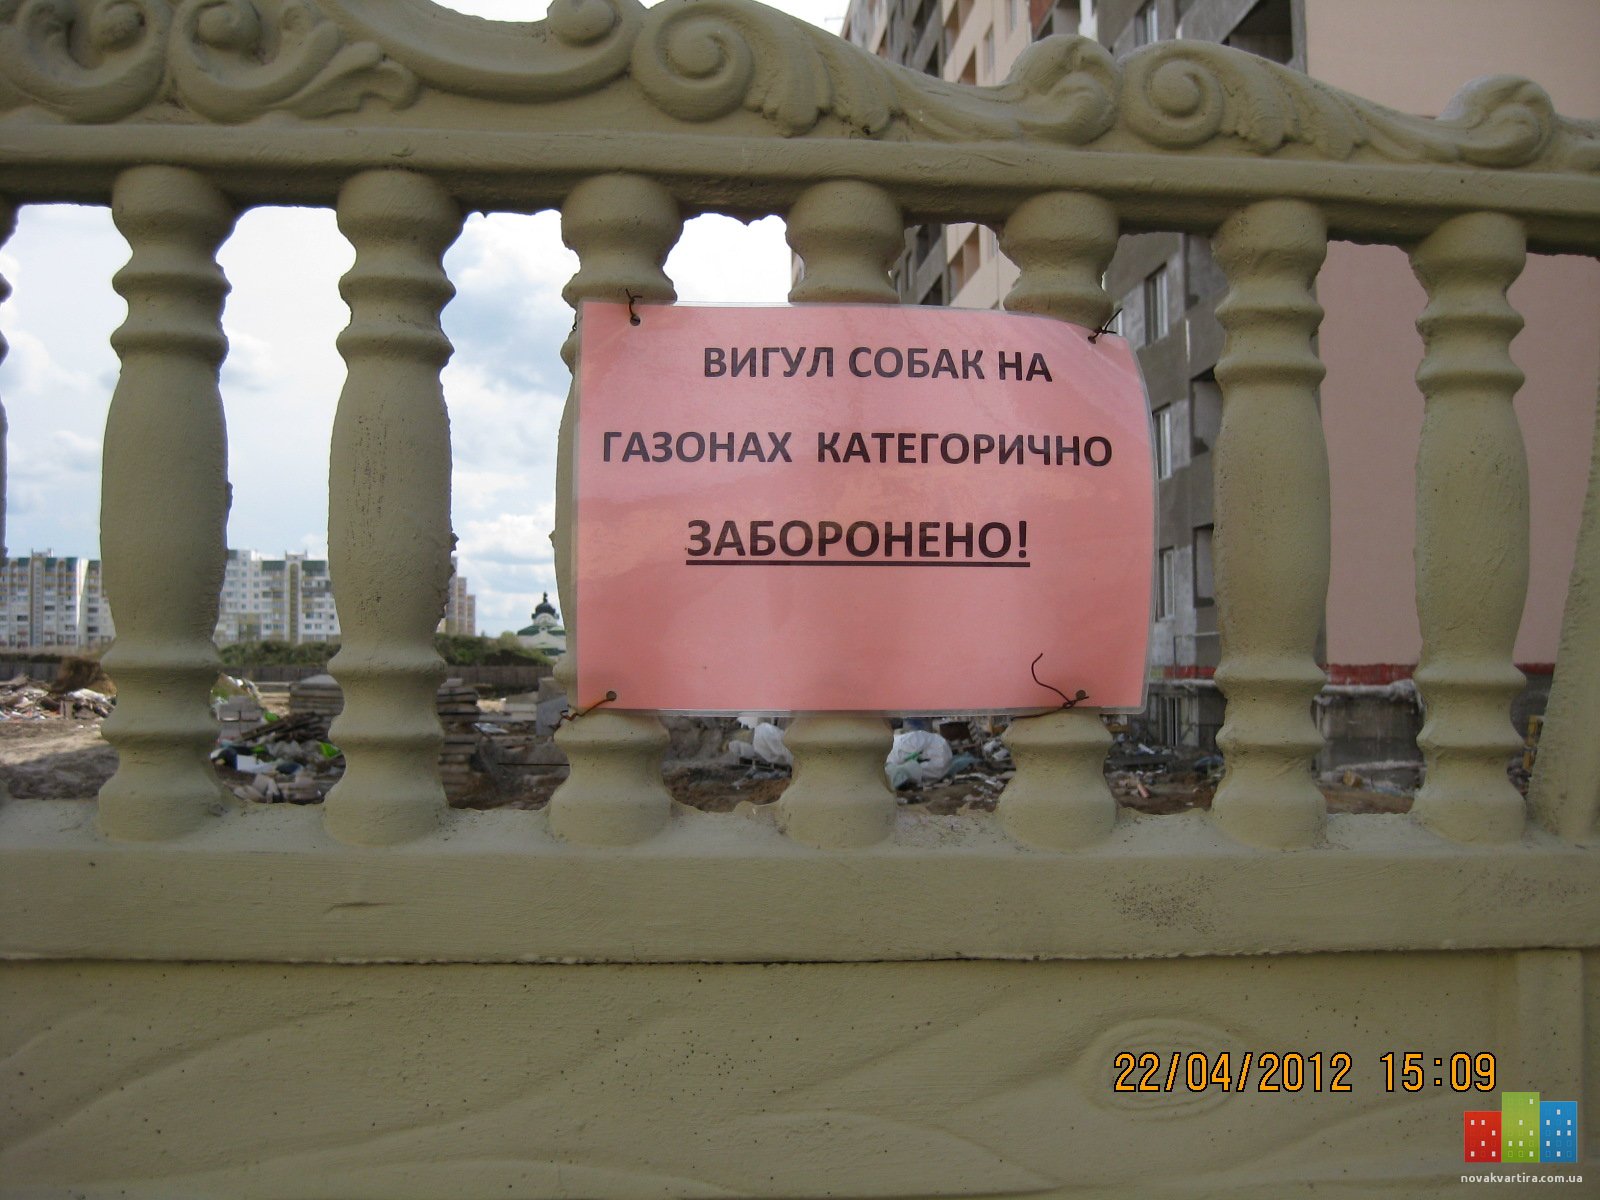 ВИГУЛ СОБАК НА
ГАЗОНАХ КАТЕГОРИЧНО
ЗАБОРОНЕНО!
22/04/2012 15:09
novakvartira.com.ua